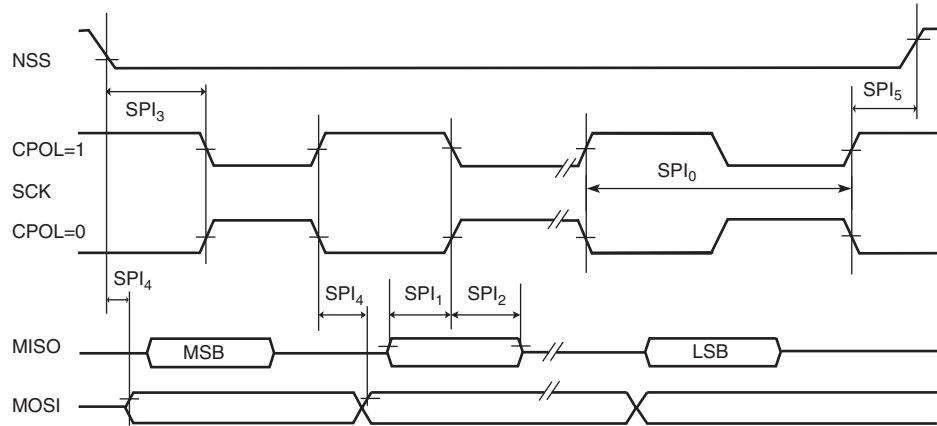 NSS
SPI₃
SPI₅
CPOL=1
SCK
SPI₀
CPOL=0
SPI₄
SPI₄
SPI₁
SPI₂
MISO
MSB
LSB
MOSI